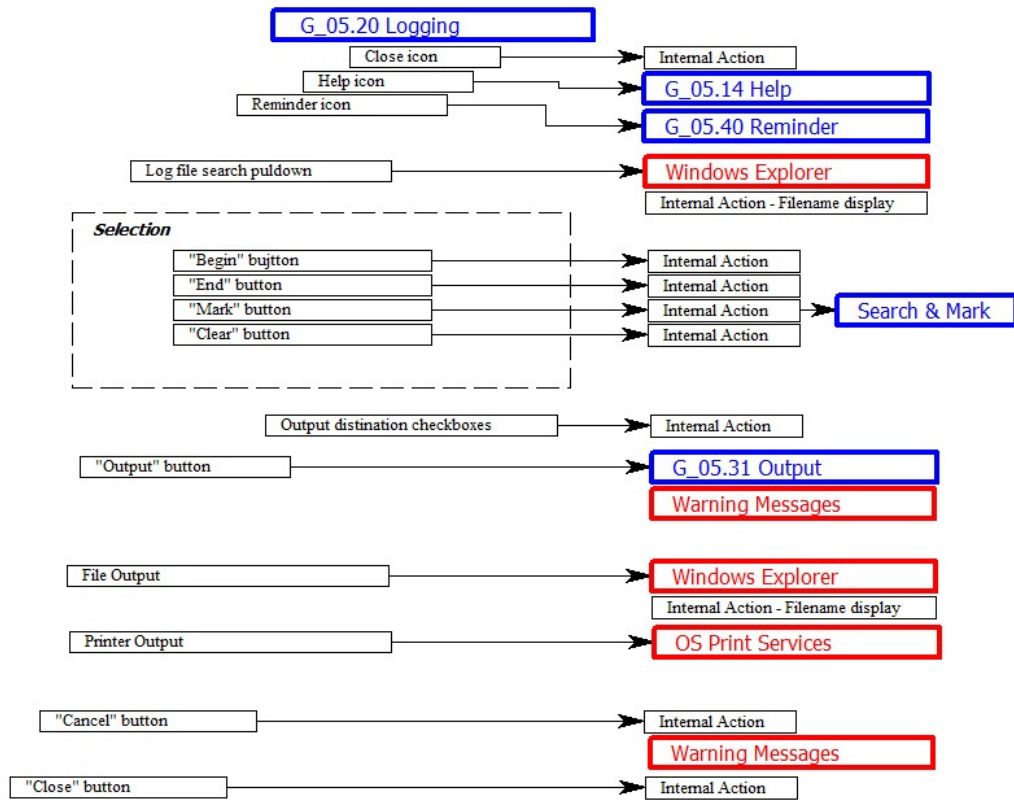 G_05.20 Logging
Close icon
Internal Action
Help icon
G_05.14 Help
Reminder icon
G_05.40 Reminder
Log file search puldown
Windows Explorer
Internal Action - Filename display
Selection
"Begin" bujtton
Internal Action
"End" button
Internal Action
"Mark" button
Internal Action
Search & Mark
"Clear" button
Internal Action
Output distination checkboxes
Internal Action
"Output" button
G_05.31 Output
Warning Messages
File Output
Windows Explorer
Internal Action - Filename display
Printer Output
OS Print Services
"Cancel" button
Internal Action
Warning Messages
"Close" button
Internal Action